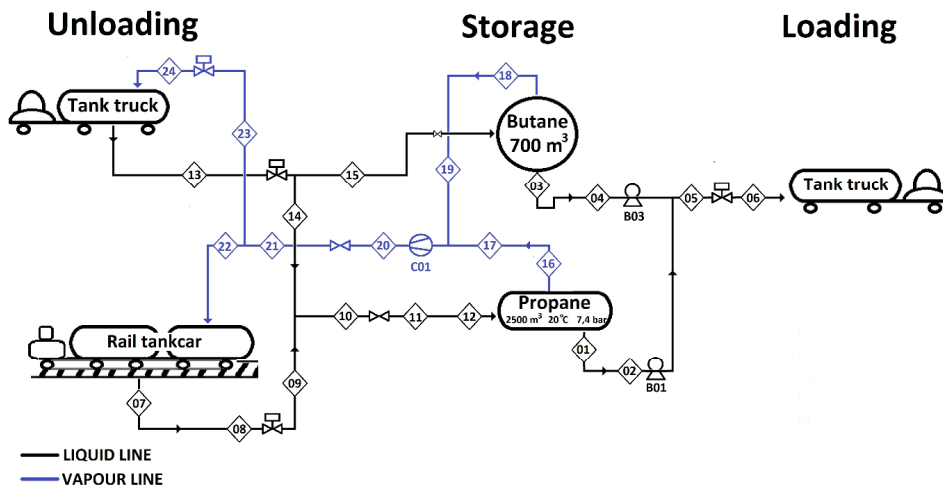 Unloading
Storage
Loading
24
18
Tank truck
Butane
700 m³
23
19
13
15
03
04
05
06
Tank truck
B03
14
22
21
20
17
16
C01
Propane
2500 m³ 20°C 7,4 bar
10
11
12
Rail tankcar
01
02
B01
09
07
08
LIQUID LINE
VAPOUR LINE